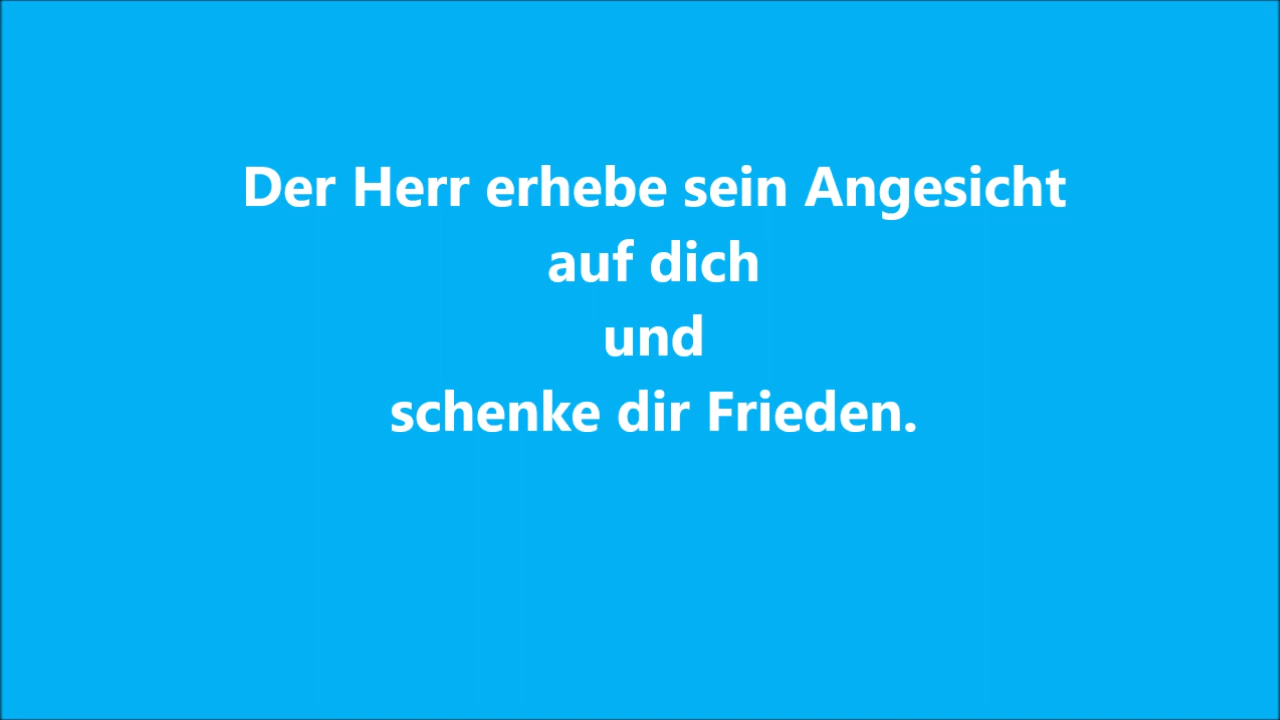 Der Herr erhebe sein Angesicht
auf dich
und
schenke dir Frieden.